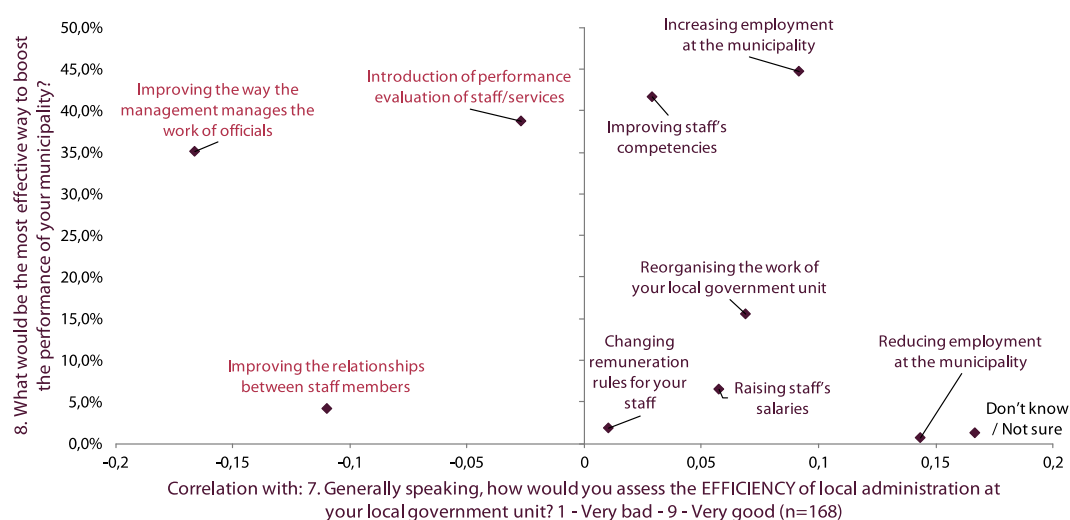 8. What would be the most effective way to boost
the performance of your municipality?
50,0%
45,0%
40,0%
35,0%
30,0%
25,0%
20,0%
15,0%
10,0%
5,0%
0,0%
Improving the way the
management manages the
work of officials
Introduction of performance
evaluation of staff/services
Increasing employment
at the municipality
Improving staff's
competencies
Reorganising the work of
your local government unit
Improving the relationships
between staff members
Changing
remuneration
rules for your
staff
Raising staff's
salaries
Reducing employment
at the municipality
Don't know
/ Not sure
-0,2
-0,15
-0,1
-0,05
0
0,05
0,1
0,15
0,2
Correlation with: 7. Generally speaking, how would you assess the EFFICIENCY of local administration at
your local government unit? 1 - Very bad - 9 - Very good (n=168)